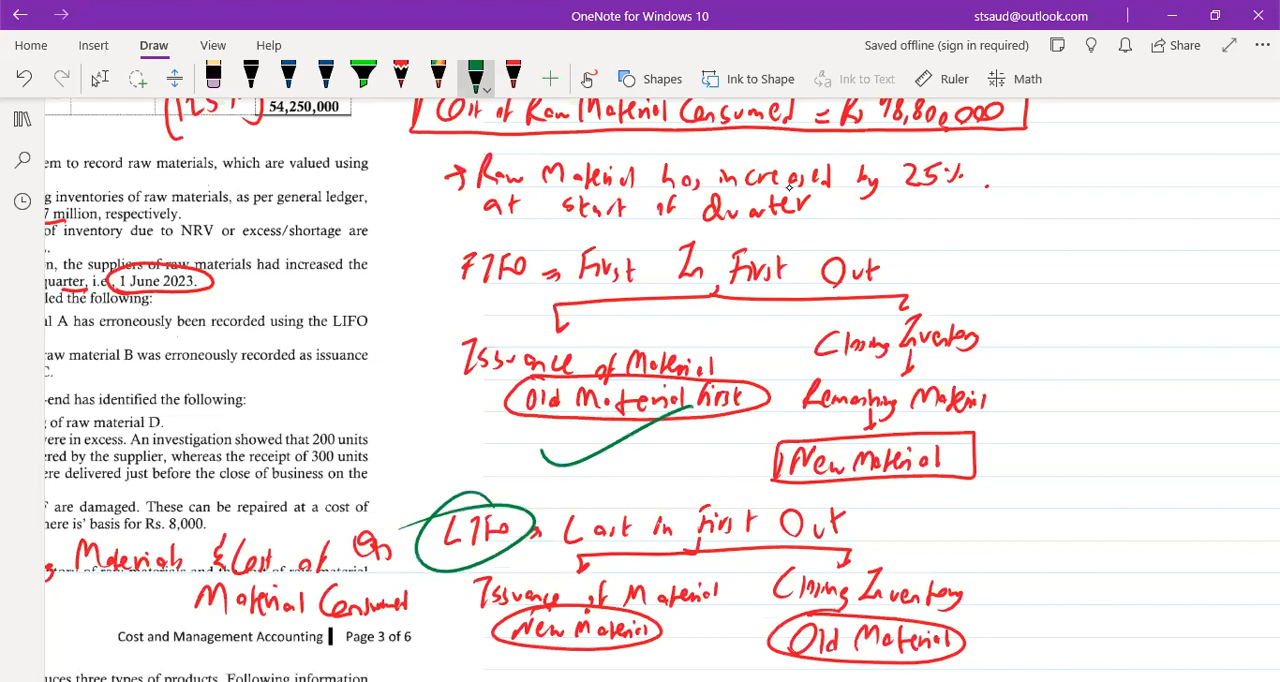 OneNote for Windows 10
stsaud@outlook.com
Home Insert Draw View Help
Saved offline (sign in required) Share
Shapes Ink to Shape Ink to Text Ruler Math
(125%)
54,250,000
Cost of Raw Material Consumed = Rs 78,800,000
em to record raw materials, which are valued using
g inventories of raw materials, as per general ledger,
7 million, respectively.
of inventory due to NRV or excess/shortage are
n, the suppliers of raw materials had increased the
quarter, i.e., 1 June 2023.
led the following:
al A has erroneously been recorded using the LIFO
raw material B was erroneously recorded as issuance
C.
-end has identified the following:
g of raw material D.
were in excess. An investigation showed that 200 units
ered by the supplier, whereas the receipt of 300 units
ere delivered just before the close of business on the
F are damaged. These can be repaired at a cost of
here is' basis for Rs. 8,000.
Materials & Cost of
Material Consumed
Cost and Management Accounting Page 3 of 6
uces three types of products. Following information
→ Raw Material has increased by 25%.
at start of Quarter
FIFO = First In First Out
Issuance of Material
Old Material first
Closing Inventory
Remaining Material
New Material
LIFO = Last in First Out
Issuance of Material
New Material
Closing Inventory
Old Material